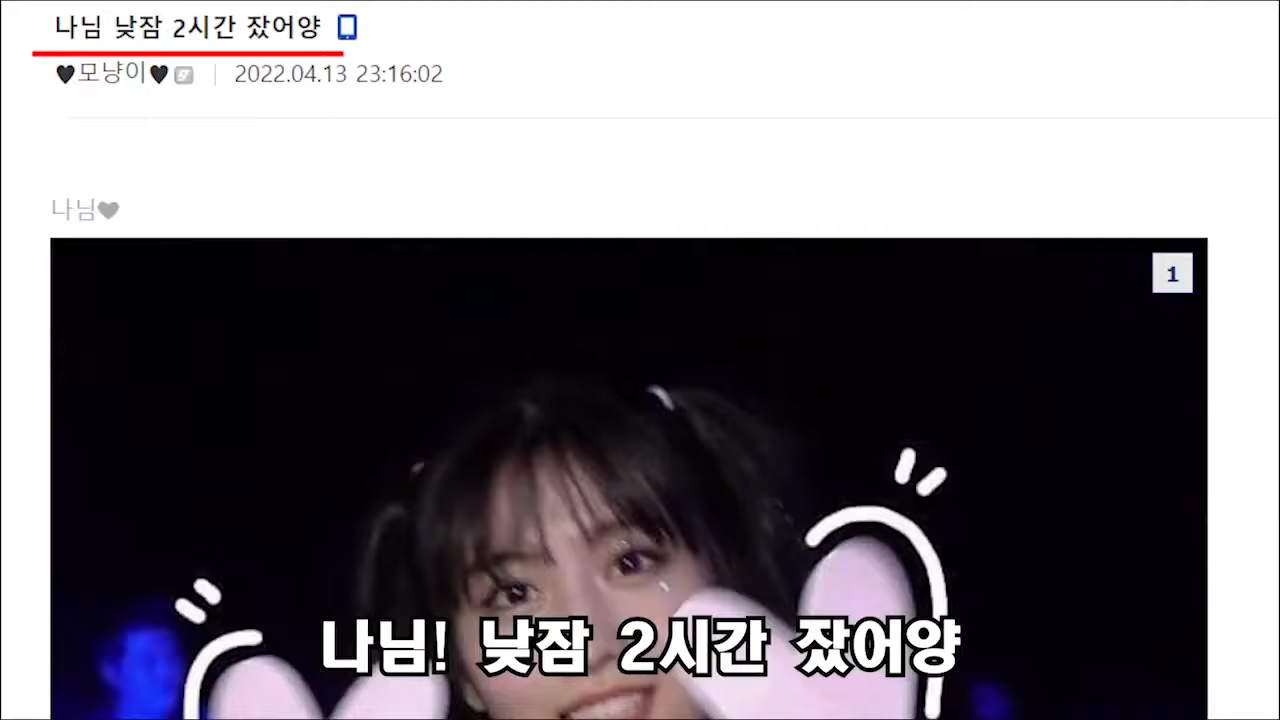 나님 낮잠 2시간 잤어양
♥모냥이♥ 2022.04.13 23:16:02
나님♥
1
나님! 낮잠 2시간 잤어양